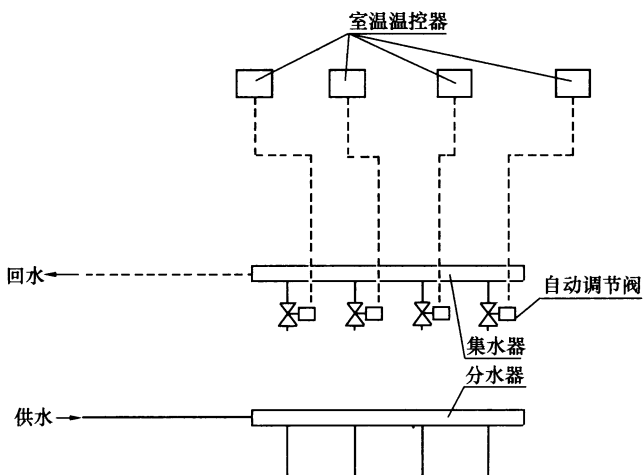 室温温控器
回水
自动调节阀
集水器
分水器
供水